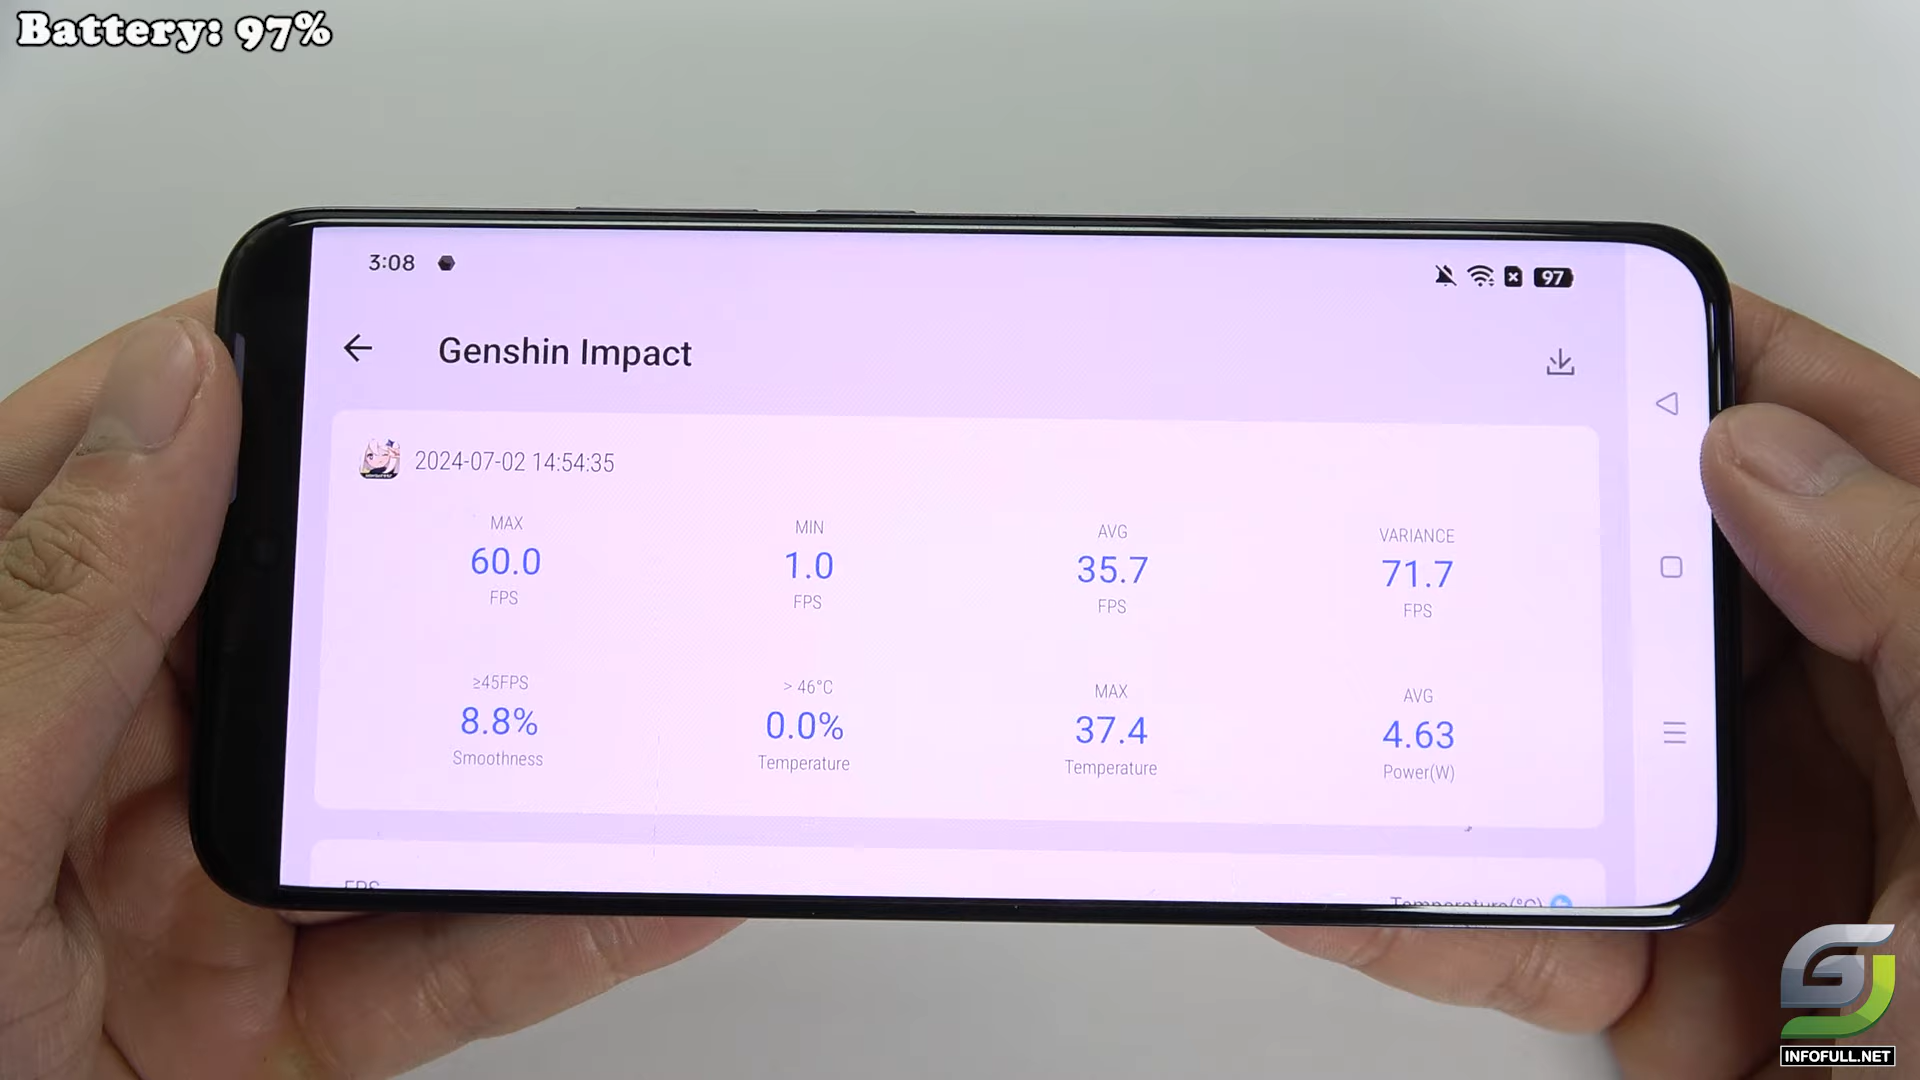 Battery: 97%
3:08
97
Genshin Impact
2024-07-02 14:54:35
MAX MIN AVG VARIANCE
60.0 1.0 35.7 71.7
FPS FPS FPS FPS
≥45FPS > 46°C MAX AVG
8.8% 0.0% 37.4 4.63
Smoothness Temperature Temperature Power(W)
FPS Temperature(°C)
INFOFULL.NET